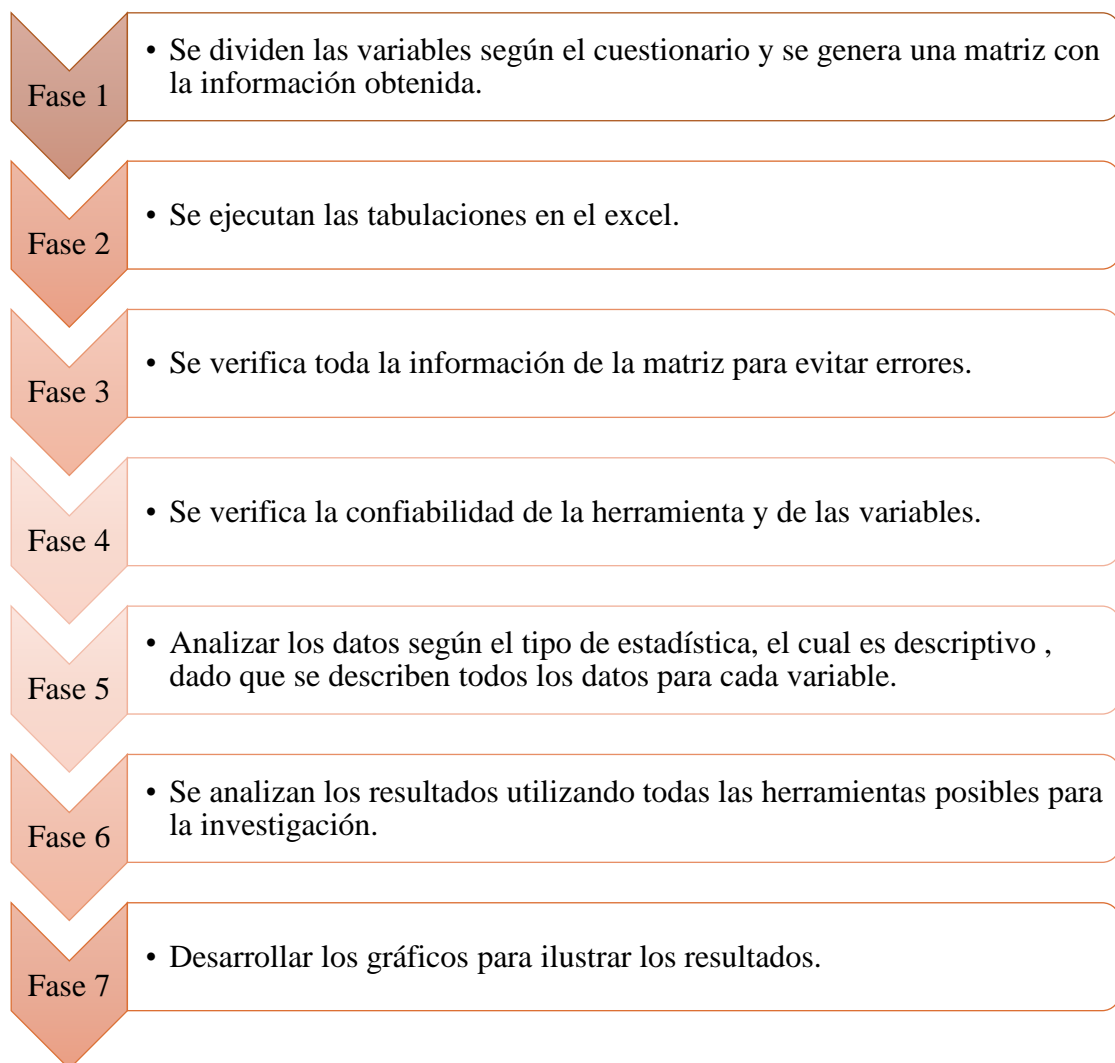 Fase 1
• Se dividen las variables según el cuestionario y se genera una matriz con
la información obtenida.
Fase 2
• Se ejecutan las tabulaciones en el excel.
Fase 3
• Se verifica toda la información de la matriz para evitar errores.
Fase 4
• Se verifica la confiabilidad de la herramienta y de las variables.
Fase 5
• Analizar los datos según el tipo de estadística, el cual es descriptivo ,
dado que se describen todos los datos para cada variable.
Fase 6
• Se analizan los resultados utilizando todas las herramientas posibles para
la investigación.
Fase 7
• Desarrollar los gráficos para ilustrar los resultados.